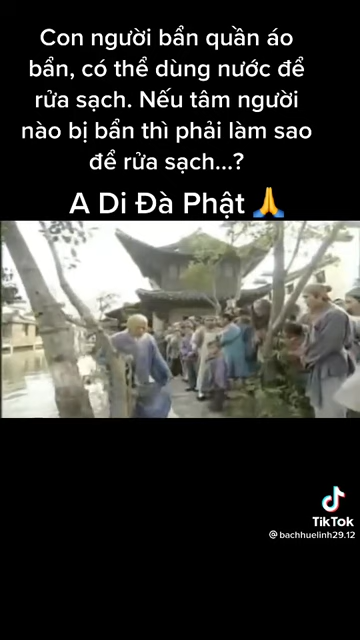 Con người bẩn quần áo
bẩn, có thể dùng nước để
rửa sạch. Nếu tâm người
nào bị bẩn thì phải làm sao
để rửa sạch...?
A Di Đà Phật 🙏
TikTok
@bachhuelinh29.12